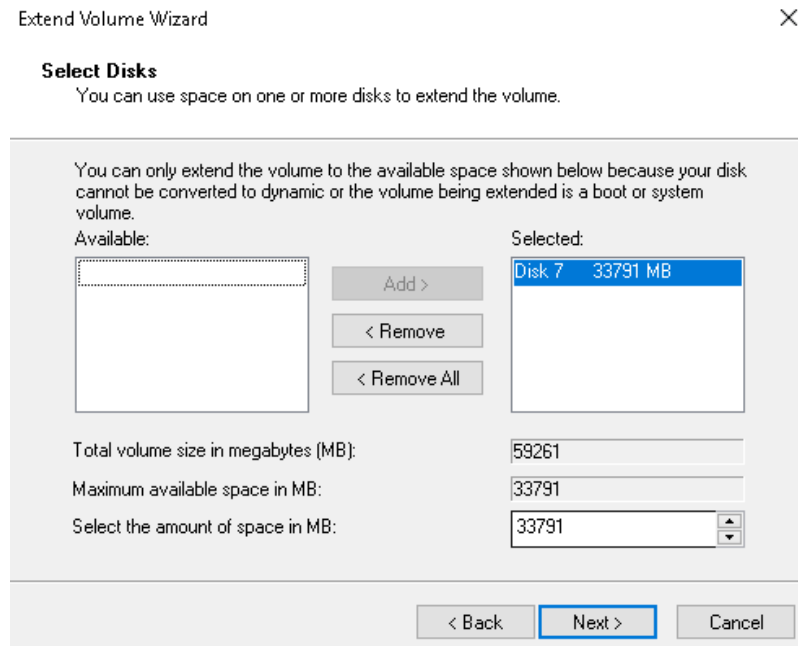 Extend Volume Wizard
Select Disks
You can use space on one or more disks to extend the volume.
You can only extend the volume to the available space shown below because your disk
cannot be converted to dynamic or the volume being extended is a boot or system
volume.
Available:
Selected:
Disk 7 33791 MB
Add >
< Remove
< Remove All
Total volume size in megabytes (MB): 59261
Maximum available space in MB: 33791
Select the amount of space in MB: 33791
< Back Next > Cancel